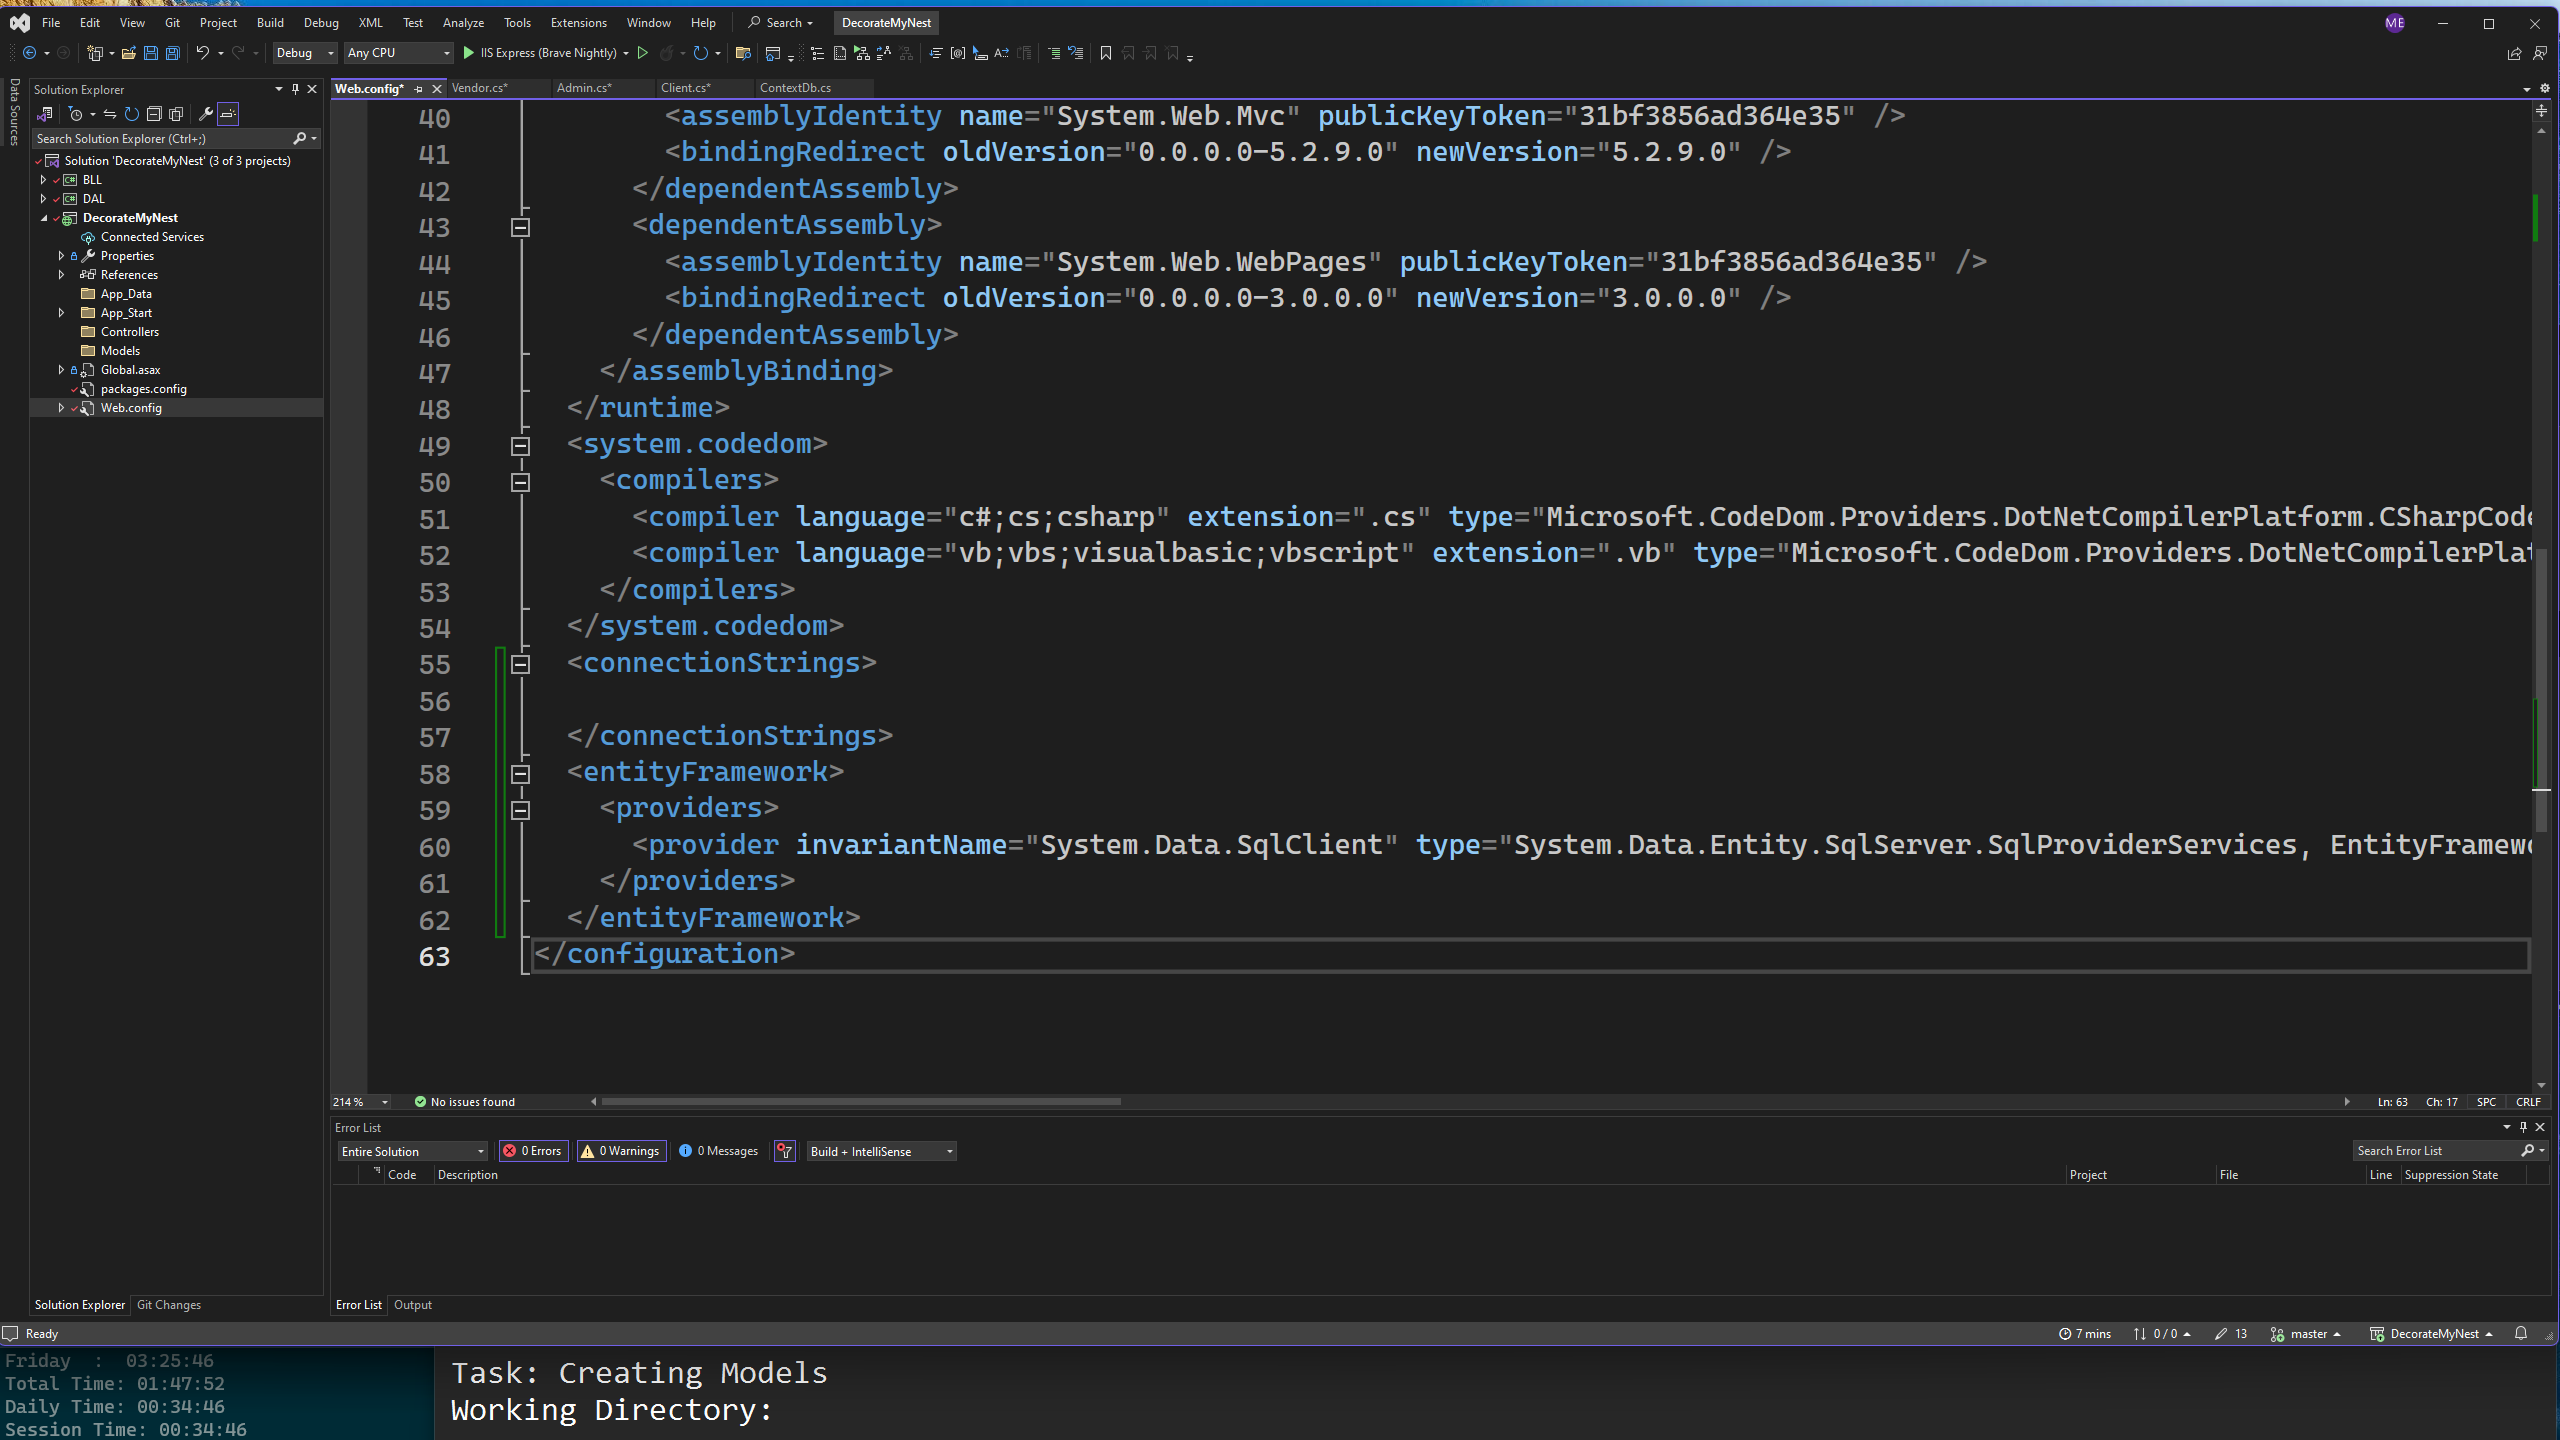 File Edit View Git Project Build Debug XML Test Analyze Tools Extensions Window Help Search DecorateMyNest ME
Debug Any CPU IIS Express (Brave Nightly)
Data Sources
Solution Explorer
Search Solution Explorer (Ctrl+;)
Solution 'DecorateMyNest' (3 of 3 projects)
C# BLL
C# DAL
DecorateMyNest
Connected Services
Properties
References
App_Data
App_Start
Controllers
Models
Global.asax
packages.config
Web.config
Solution Explorer Git Changes
Web.config* Vendor.cs* Admin.cs* Client.cs* ContextDb.cs
40 <assemblyIdentity name="System.Web.Mvc" publicKeyToken="31bf3856ad364e35" />
41 <bindingRedirect oldVersion="0.0.0.0-5.2.9.0" newVersion="5.2.9.0" />
42 </dependentAssembly>
43 <dependentAssembly>
44 <assemblyIdentity name="System.Web.WebPages" publicKeyToken="31bf3856ad364e35" />
45 <bindingRedirect oldVersion="0.0.0.0-3.0.0.0" newVersion="3.0.0.0" />
46 </dependentAssembly>
47 </assemblyBinding>
48 </runtime>
49 <system.codedom>
50 <compilers>
51 <compiler language="c#;cs;csharp" extension=".cs" type="Microsoft.CodeDom.Providers.DotNetCompilerPlatform.CSharpCode
52 <compiler language="vb;vbs;visualbasic;vbscript" extension=".vb" type="Microsoft.CodeDom.Providers.DotNetCompilerPlat
53 </compilers>
54 </system.codedom>
55 <connectionStrings>
56
57 </connectionStrings>
58 <entityFramework>
59 <providers>
60 <provider invariantName="System.Data.SqlClient" type="System.Data.Entity.SqlServer.SqlProviderServices, EntityFramewo
61 </providers>
62 </entityFramework>
63 </configuration>
214 % No issues found Ln: 63 Ch: 17 SPC CRLF
Error List
Entire Solution 0 Errors 0 Warnings 0 Messages Build + IntelliSense Search Error List
Code Description Project File Line Suppression State
Error List Output
Ready 7 mins 0 / 0 13 master DecorateMyNest
Friday : 03:25:46
Total Time: 01:47:52
Daily Time: 00:34:46
Session Time: 00:34:46
Task: Creating Models
Working Directory: